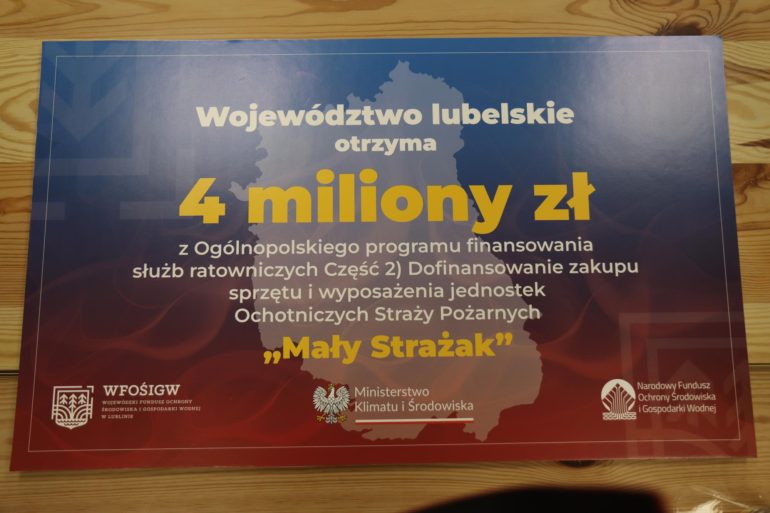 Województwo lubelskie
otrzyma
4 miliony zł
z Ogólnopolskiego programu finansowania
służb ratowniczych Część 2) Dofinansowanie zakupu
sprzętu i wyposażenia jednostek
Ochotniczych Straży Pożarnych
„Mały Strażak”
WFOŚIGW
WOJEWÓDZKI FUNDUSZ OCHRONY
ŚRODOWISKA I GOSPODARKI WODNEJ
W LUBLINIE
Ministerstwo
Klimatu i Środowiska
Narodowy Fundusz
Ochrony Środowiska
i Gospodarki Wodnej